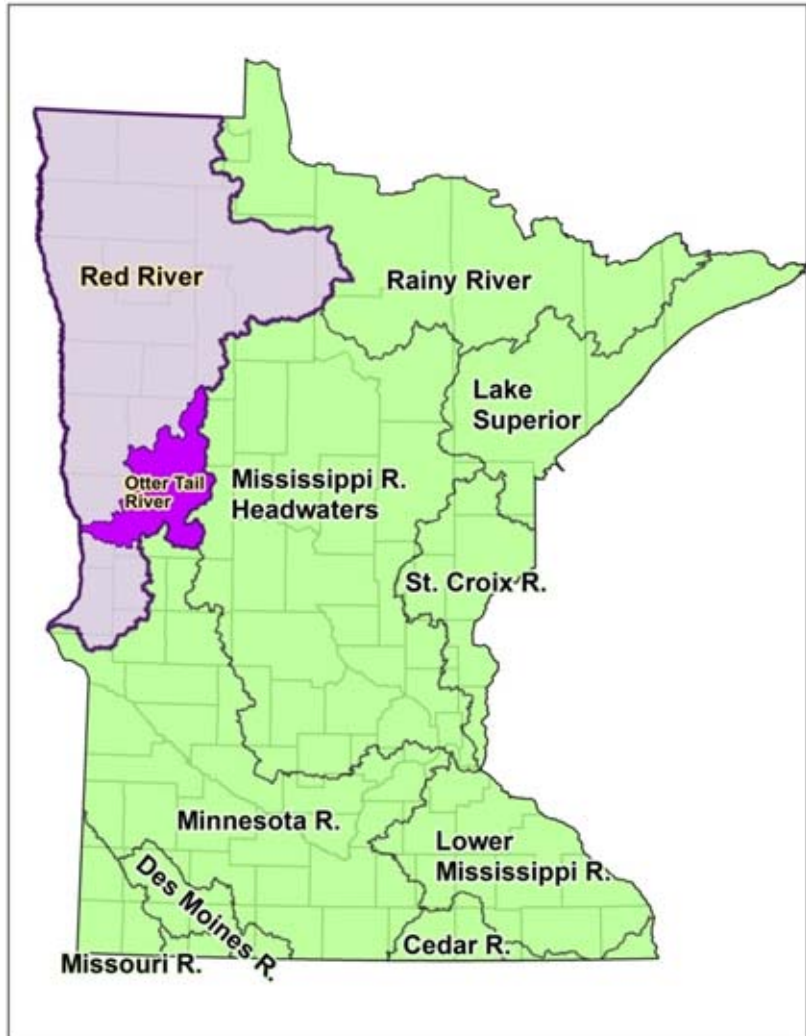 Red River
Rainy River
Lake
Superior
Otter Tail
River
Mississippi R.
Headwaters
St. Croix R.
Minnesota R.
Lower
Mississippi R.
Des Moines R.
Cedar R.
Missouri R.